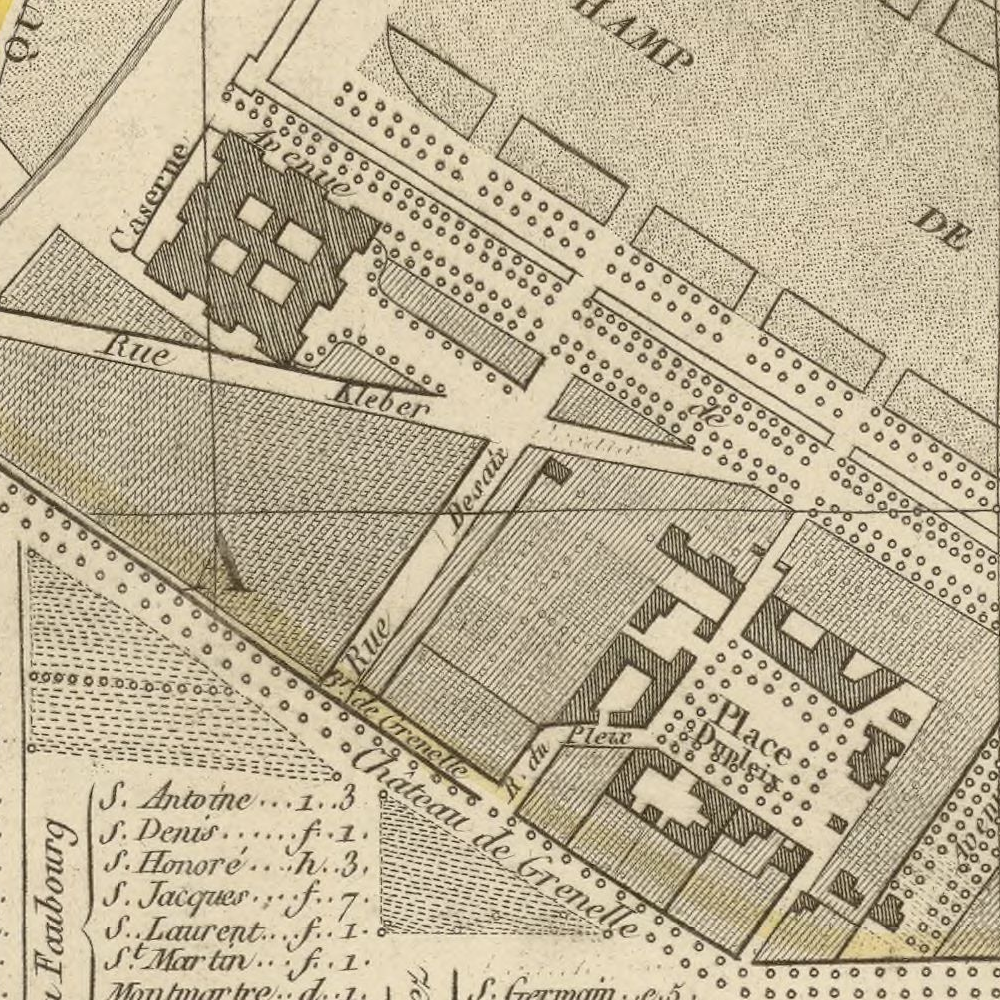 QU
HAMP
DE
Caserne
Avenue
de
Rue
Kleber
Rue Desaix
Bd. de Grenelle
R. du Pleix
Place
Dupleix
Château de Grenelle
Faubourg
S. Antoine...1..3
S. Denis......f..1.
S. Honoré...h..3.
S. Jacques..:.f..7
S. Laurent...f..1.
St. Martin...f..1.
Montmartre..d..1.
S. Germain..e.5.